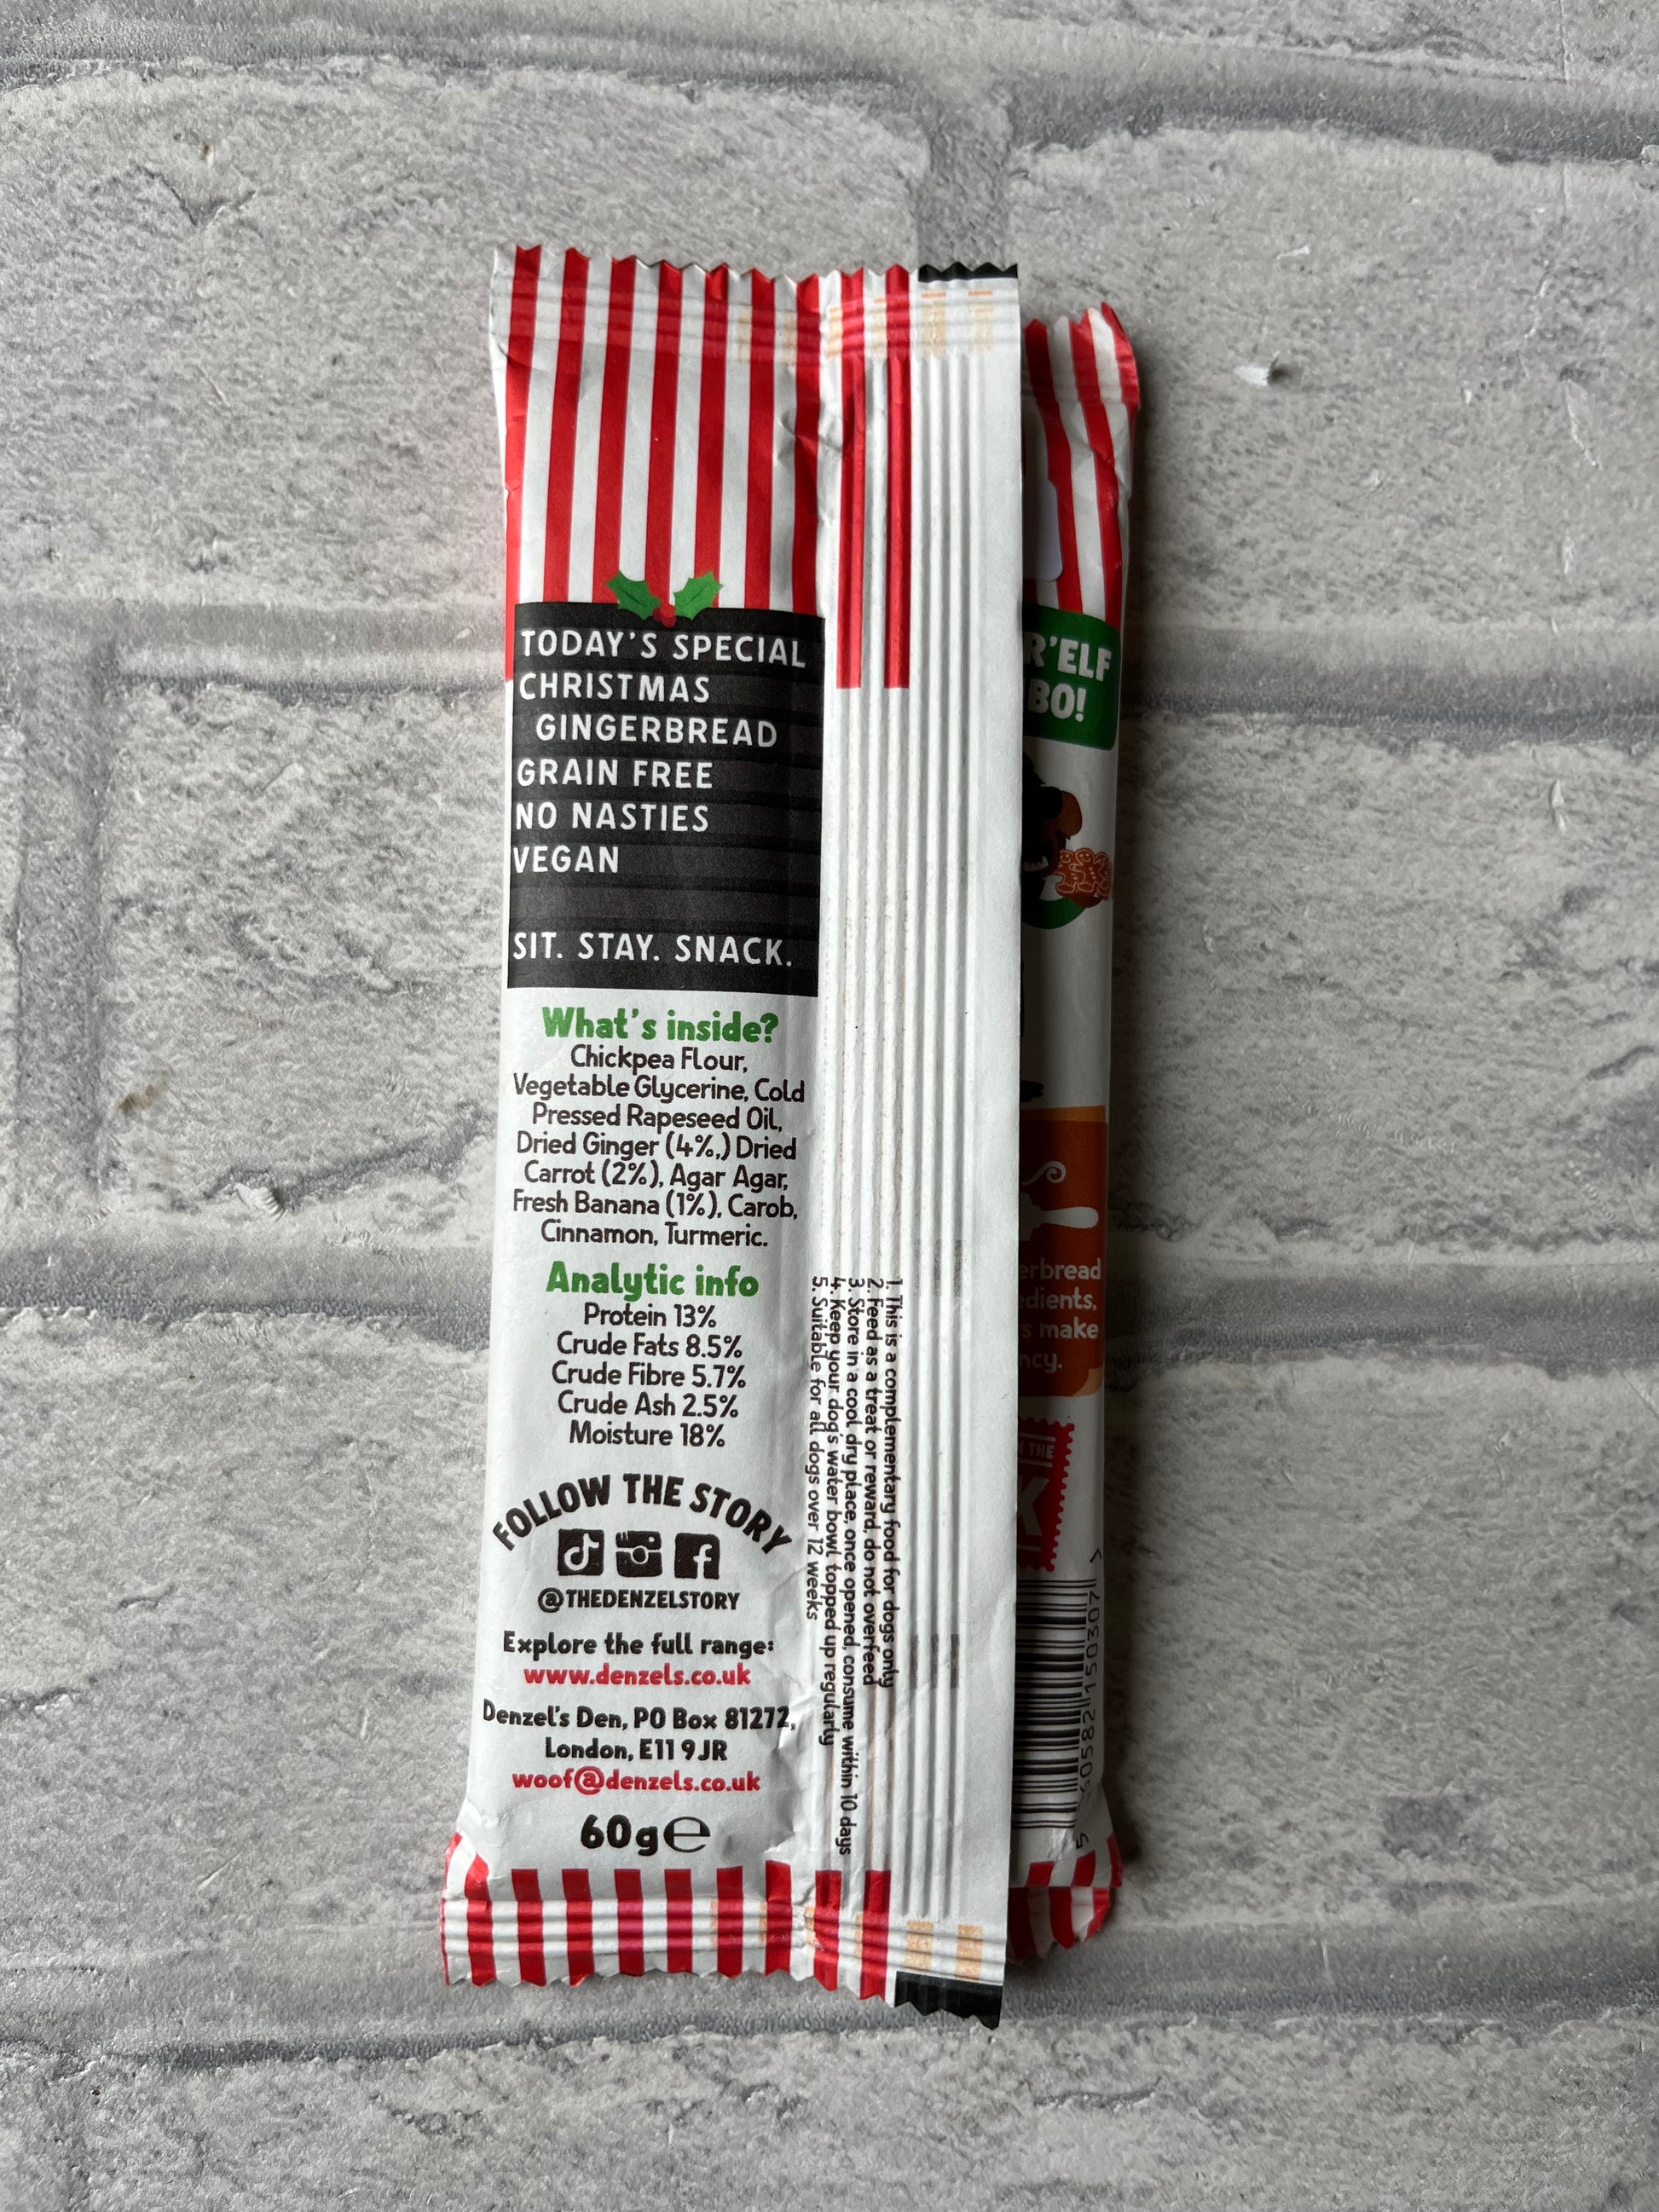 TODAY'S SPECIAL
CHRISTMAS
GINGERBREAD
GRAIN FREE
NO NASTIES
VEGAN
SIT. STAY. SNACK.
What's inside?
Chickpea Flour,
Vegetable Glycerine, Cold
Pressed Rapeseed Oil,
Dried Ginger (4%,) Dried
Carrot (2%), Agar Agar,
Fresh Banana (1%), Carob,
Cinnamon, Turmeric.
Analytic info
Protein 13%
Crude Fats 8.5%
Crude Fibre 5.7%
Crude Ash 2.5%
Moisture 18%
FOLLOW THE STORY
@THEDENZELSTORY
Explore the full range:
www.denzels.co.uk
Denzel's Den, PO Box 81272,
London, E11 9JR
woof@denzels.co.uk
60g℮
1. This is a complementary food for dogs only
2. Feed as a treat or reward, do not overfeed
3. Store in a cool dry place, once opened, consume within 10 days
4. Keep your dog's water bowl topped up regularly
5. Suitable for all dogs over 12 weeks
R'ELF
BO!
erbread
edients,
s make
ncy.
THE
K